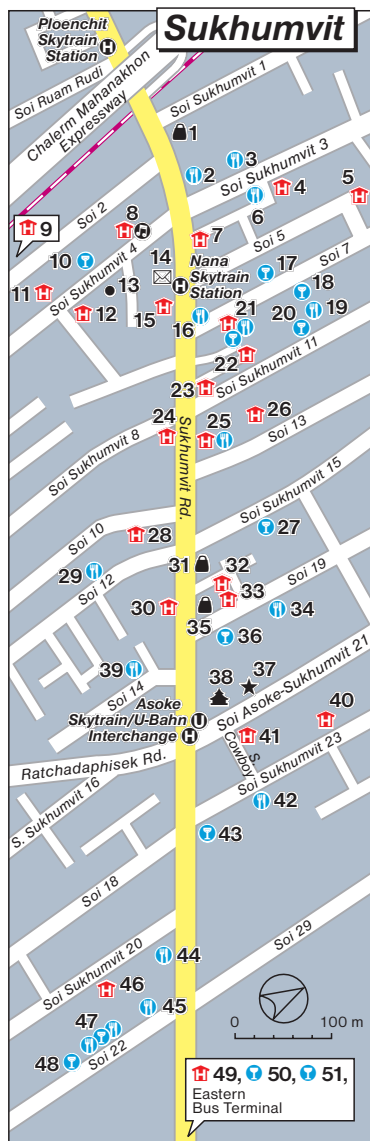 Sukhumvit
Ploenchit
Skytrain
Station
H
Soi Ruam Rudi
Chalerm Mahanakhon
Expressway
Soi Sukhumvit 1
1
2
3
Soi Sukhumvit 3
4
5
6
Soi 2
8
7
9
Soi 5
14
Nana
Skytrain
Station
H
Soi Sukhumvit 4
10
17
Soi 7
11
13
18
12
15
16
21
20
19
22
Soi Sukhumvit 11
23
24
25
26
Soi Sukhumvit 8
Soi 13
Sukhumvit Rd.
Soi Sukhumvit 15
Soi 10
28
27
29
Soi 12
31
32
33
Soi 19
30
35
34
36
39
38
37
Soi 14
Soi Asoke-Sukhumvit 21
Asoke
Skytrain/U-Bahn
Interchange
U
H
40
41
S. Cowboy
Soi Sukhumvit 23
Ratchadaphisek Rd.
S. Sukhumvit 16
42
43
Soi 18
44
Soi 29
Soi Sukhumvit 20
46
45
47
48
Soi 22
0 100 m
49, 50, 51,
Eastern
Bus Terminal